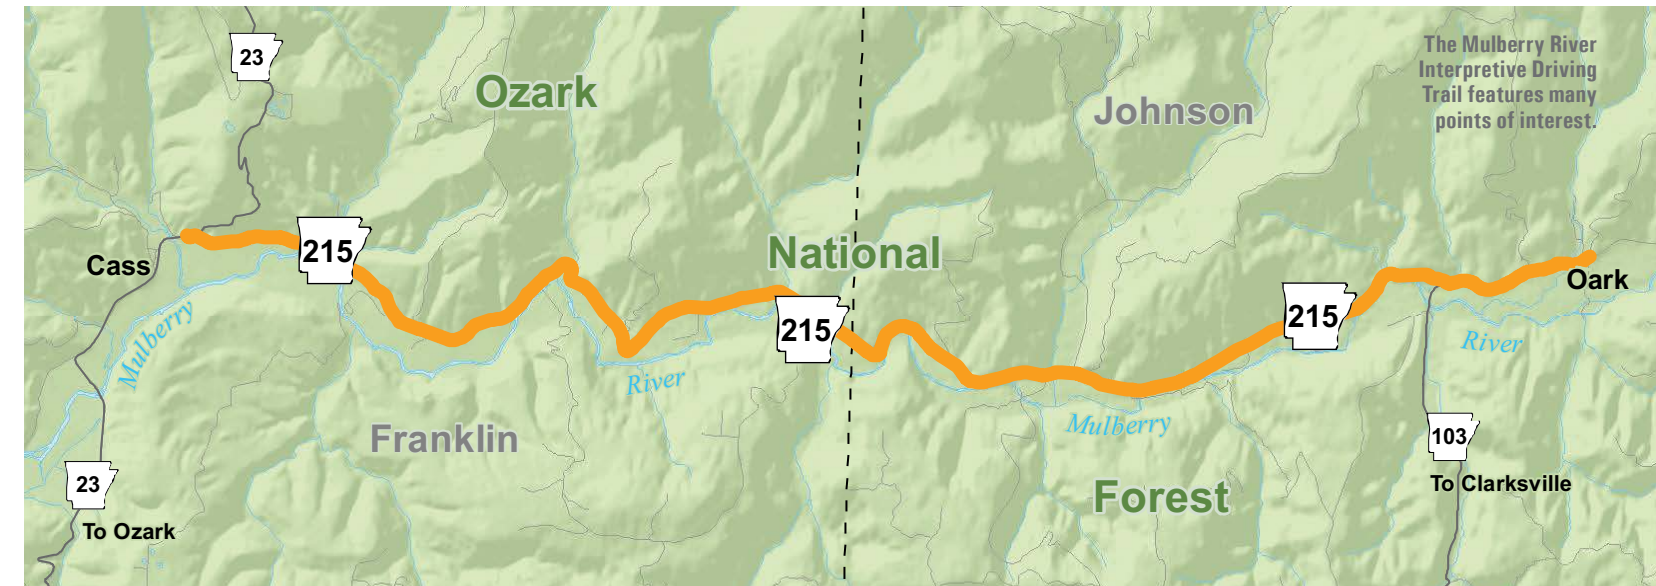 23
Ozark
Johnson
The Mulberry River
Interpretive Driving
Trail features many
points of interest.
215
Cass
National
Oark
215
215
Mulberry
River
River
Franklin
Mulberry
103
23
Forest
To Clarksville
To Ozark